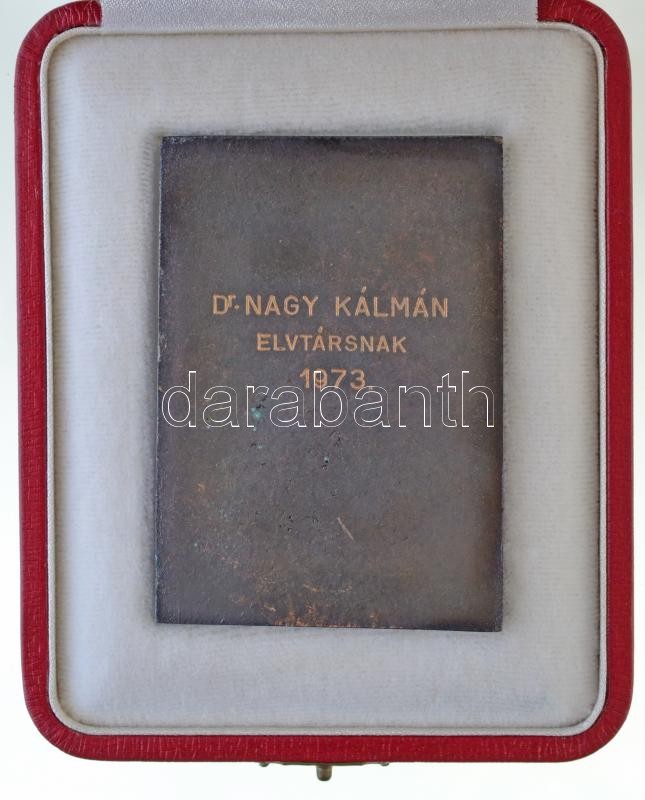 Dr. NAGY KÁLMÁN
ELVTÁRSNAK
1973.
darabanth